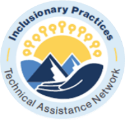 Inclusionary Practices
Technical Assistance Network